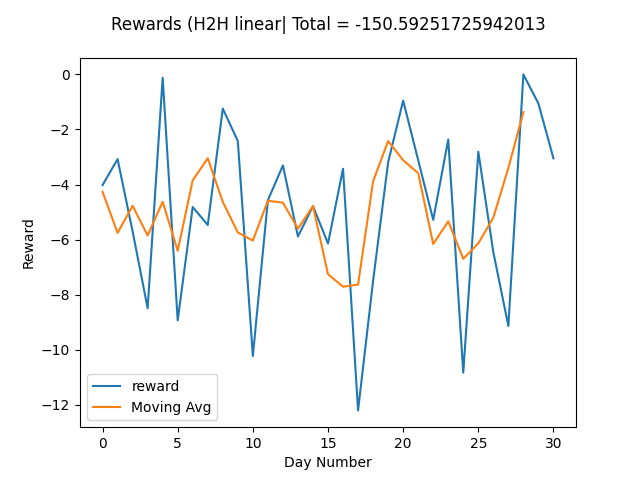 Rewards (H2H linear| Total = -150.59251725942013
0
−2
−4
−6
−8
−10
−12
Reward
reward
Moving Avg
0 5 10 15 20 25 30
Day Number